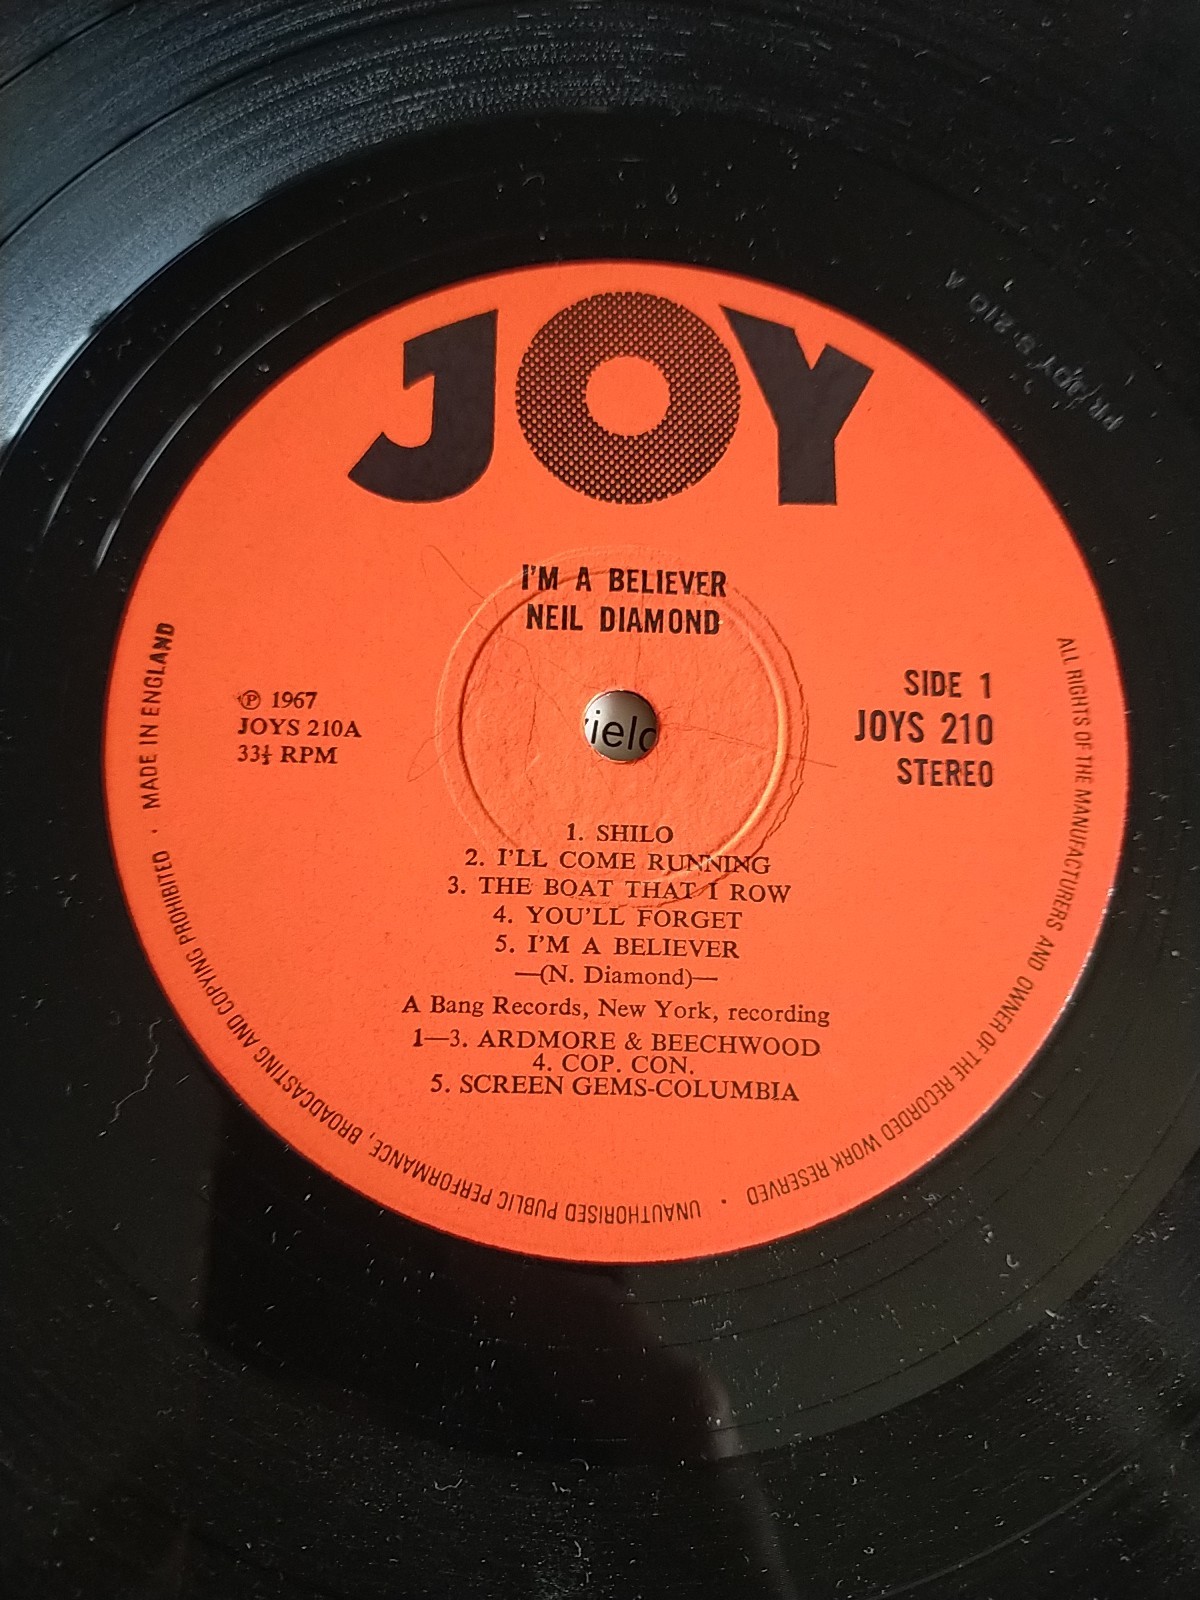 JOY
I'M A BELIEVER
NEIL DIAMOND
℗ 1967
JOYS 210A
33⅓ RPM
SIDE 1
JOYS 210
STEREO
1. SHILO
2. I'LL COME RUNNING
3. THE BOAT THAT I ROW
4. YOU'LL FORGET
5. I'M A BELIEVER
—(N. Diamond)—
A Bang Records, New York, recording
1—3. ARDMORE & BEECHWOOD
4. COP. CON.
5. SCREEN GEMS-COLUMBIA
ALL RIGHTS OF THE MANUFACTURERS AND OWNER OF THE RECORDED WORK RESERVED · UNAUTHORISED PUBLIC PERFORMANCE, BROADCASTING AND COPYING PROHIBITED · MADE IN ENGLAND